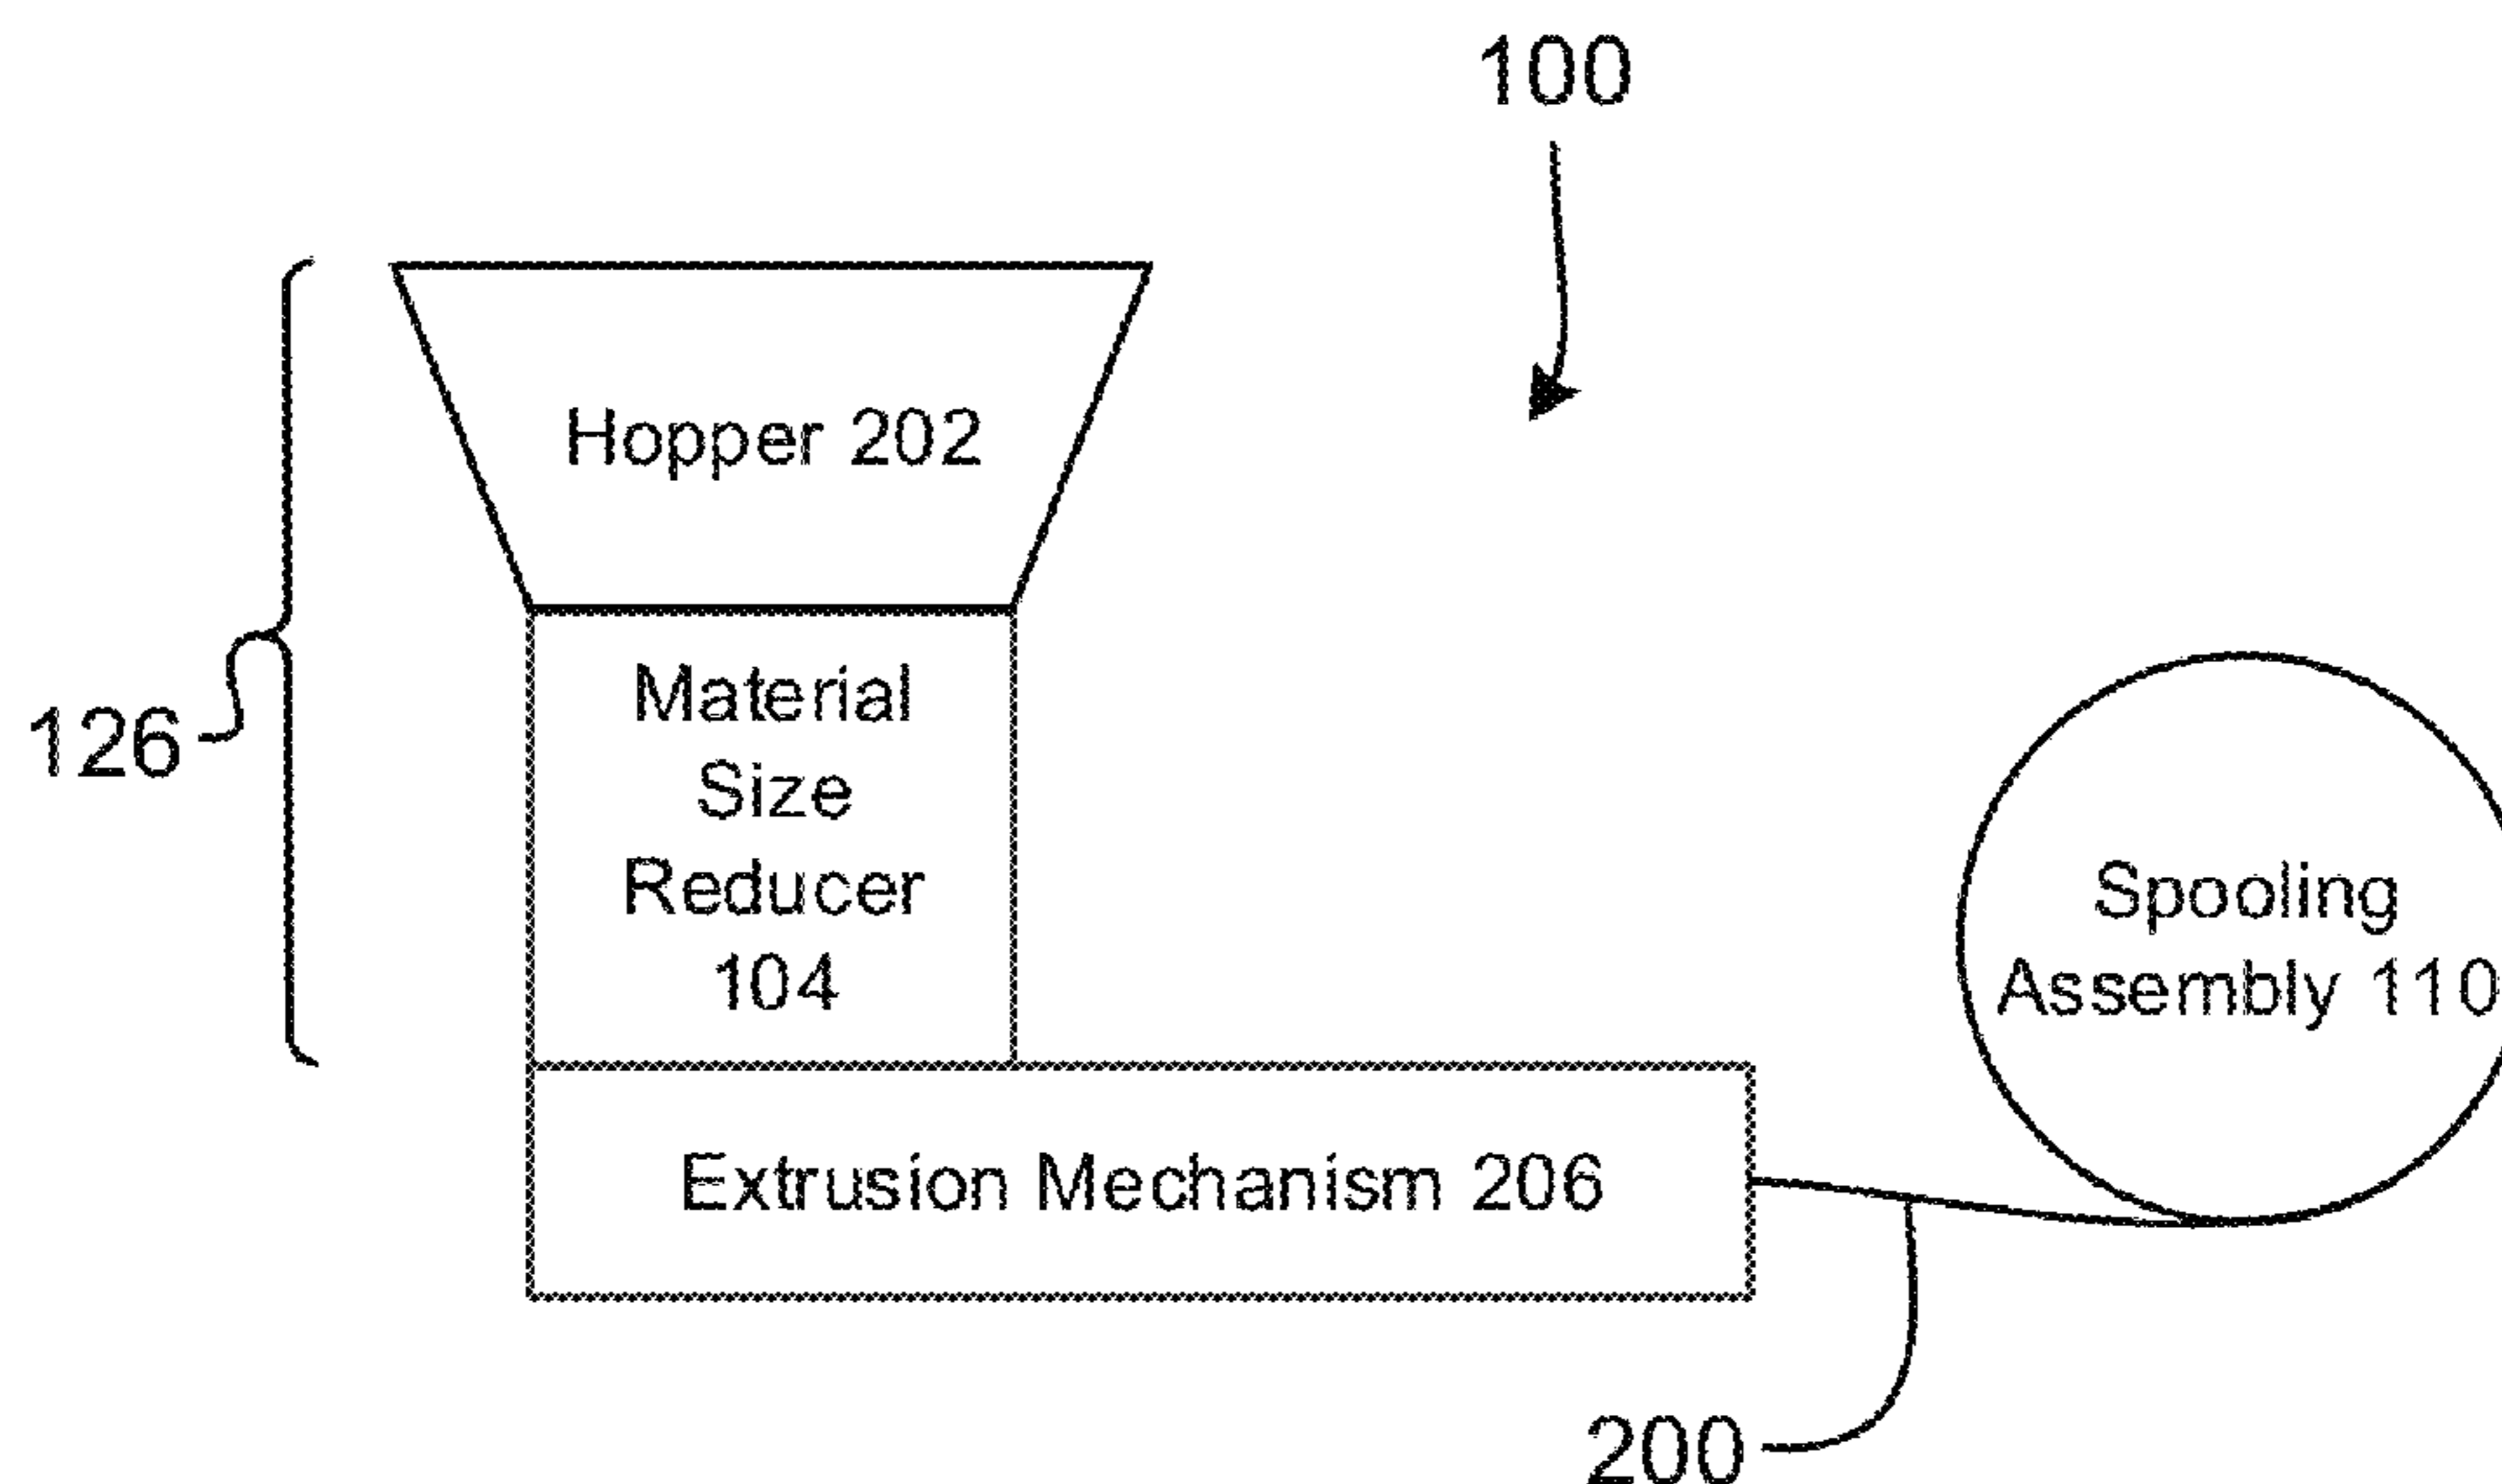 100
Hopper 202
Material
Size
Reducer
104
126
Spooling
Assembly 110
Extrusion Mechanism 206
200